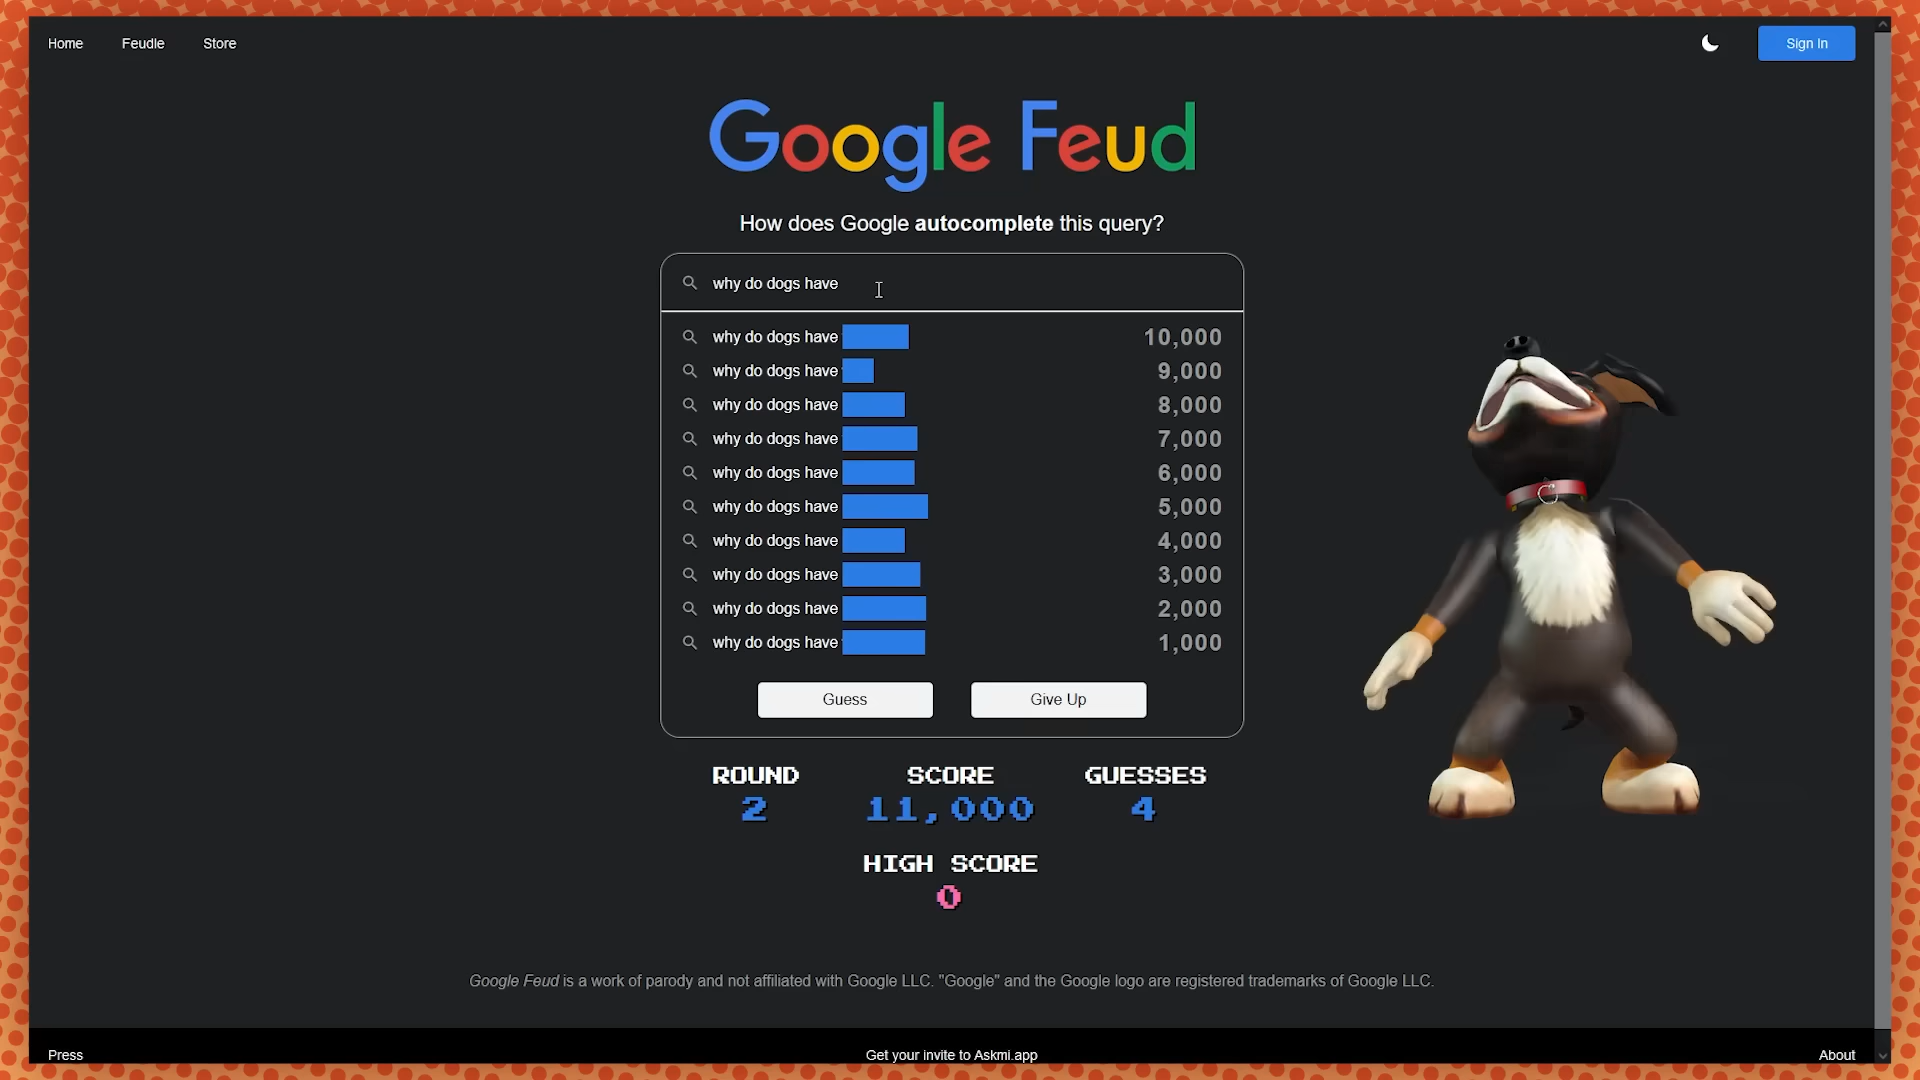 Home Feudle Store Sign In
Google Feud
How does Google autocomplete this query?
why do dogs have
why do dogs have 10,000
why do dogs have 9,000
why do dogs have 8,000
why do dogs have 7,000
why do dogs have 6,000
why do dogs have 5,000
why do dogs have 4,000
why do dogs have 3,000
why do dogs have 2,000
why do dogs have 1,000
Guess Give Up
ROUND SCORE GUESSES
2 11,000 4
HIGH SCORE
0
Google Feud is a work of parody and not affiliated with Google LLC. "Google" and the Google logo are registered trademarks of Google LLC.
Press Get your invite to Askmi.app About